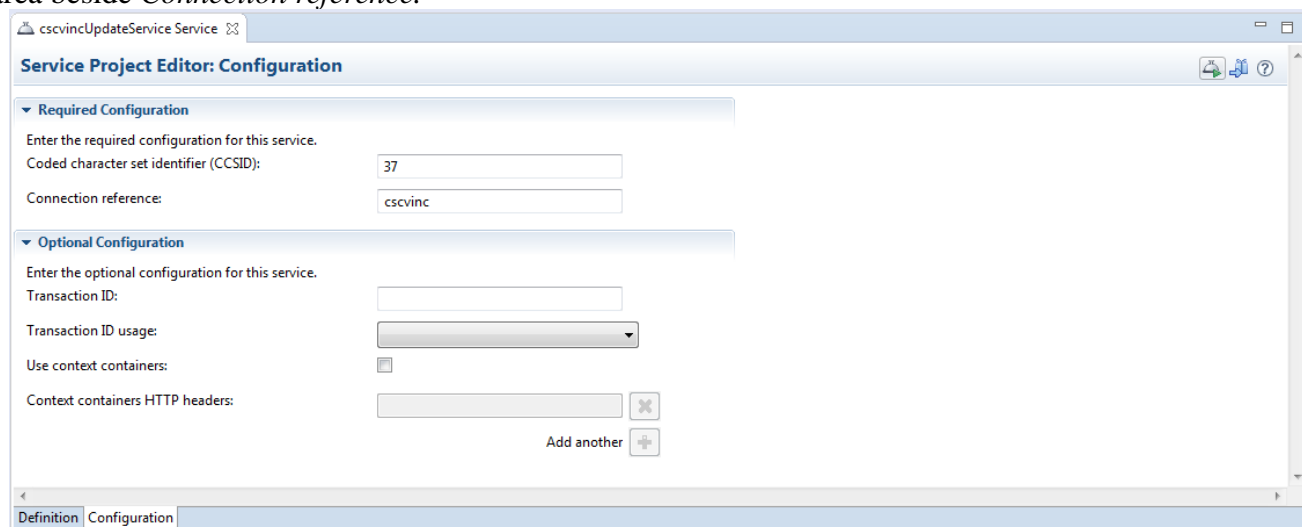 area beside Connection reference.
cscvincUpdateService Service
Service Project Editor: Configuration
Required Configuration
Enter the required configuration for this service.
Coded character set identifier (CCSID): 37
Connection reference: cscvinc
Optional Configuration
Enter the optional configuration for this service.
Transaction ID:
Transaction ID usage:
Use context containers:
Context containers HTTP headers:
Add another
Definition Configuration